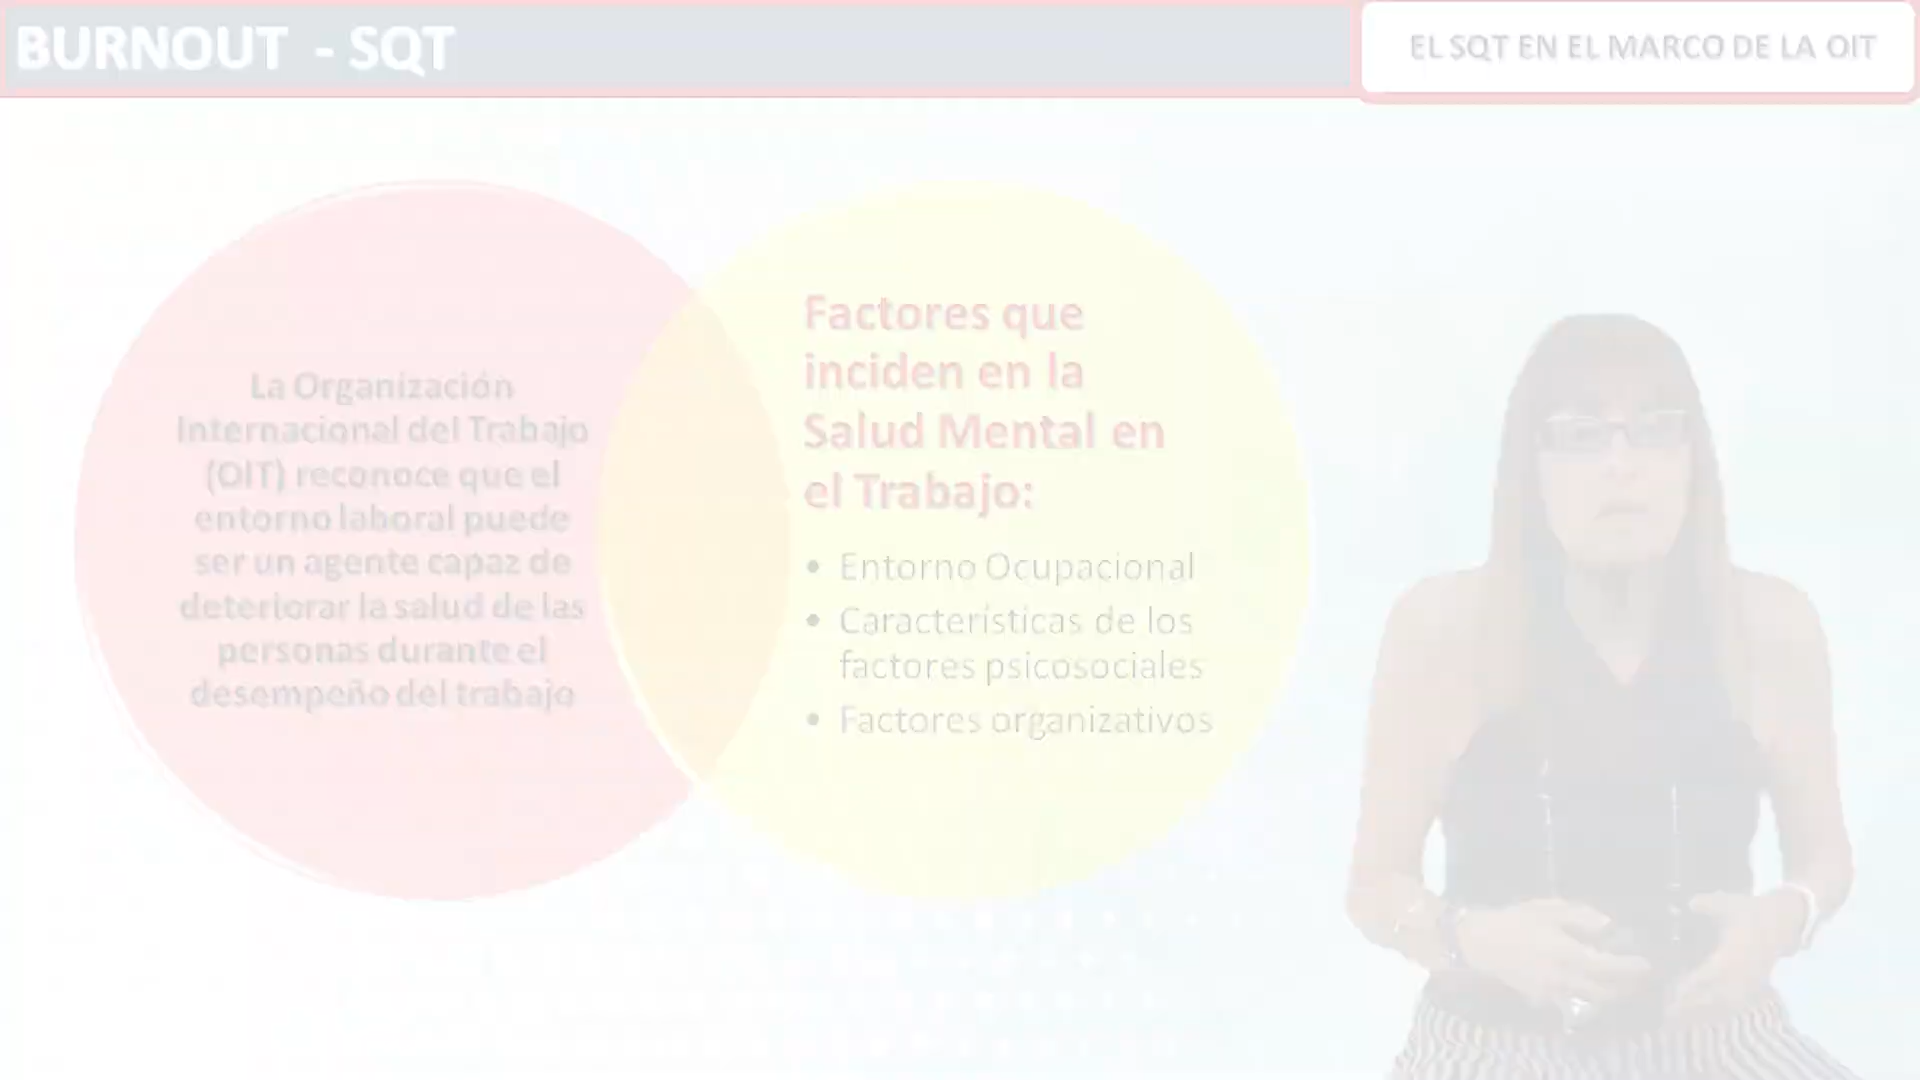 BURNOUT - SQT
EL SQT EN EL MARCO DE LA OIT
La Organización
Internacional del Trabajo
(OIT) reconoce que el
entorno laboral puede
ser un agente capaz de
deteriorar la salud de las
personas durante el
desempeño del trabajo
Factores que
inciden en la
Salud Mental en
el Trabajo:
• Entorno Ocupacional
• Características de los
factores psicosociales
• Factores organizativos